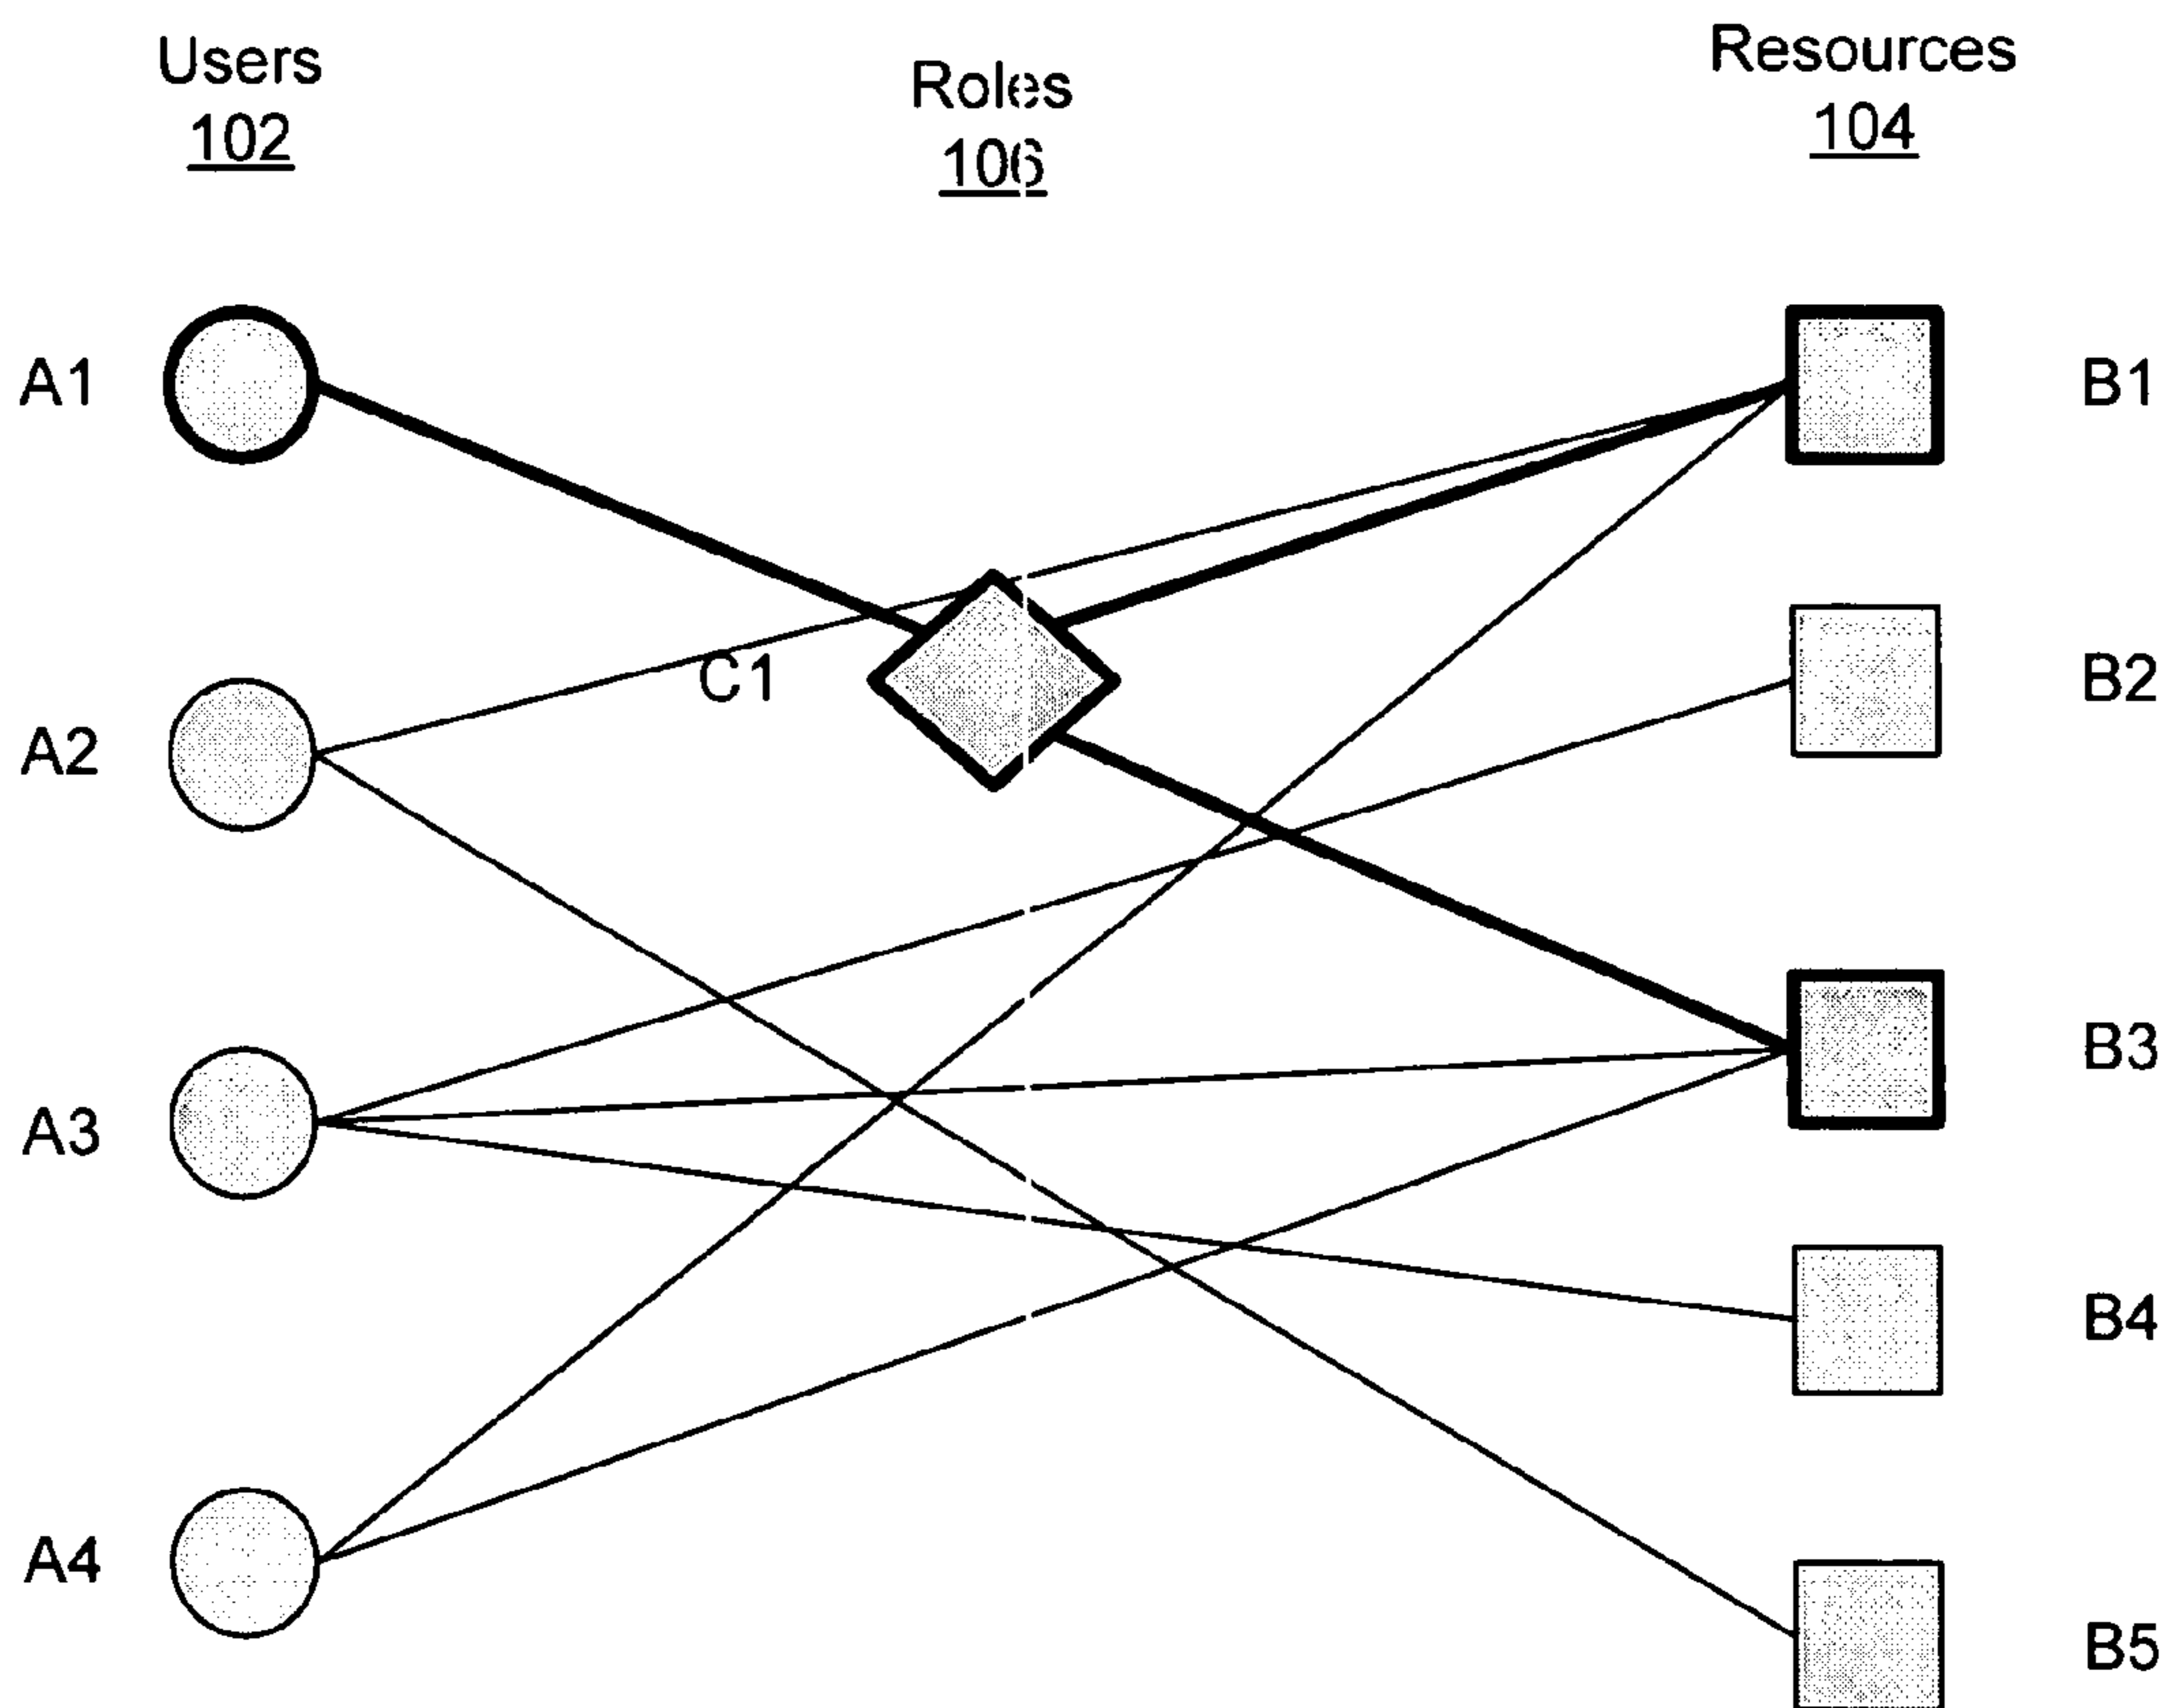 Users
102
Roles
106
Resources
104
A1
B1
C1
B2
A2
B3
A3
B4
A4
B5